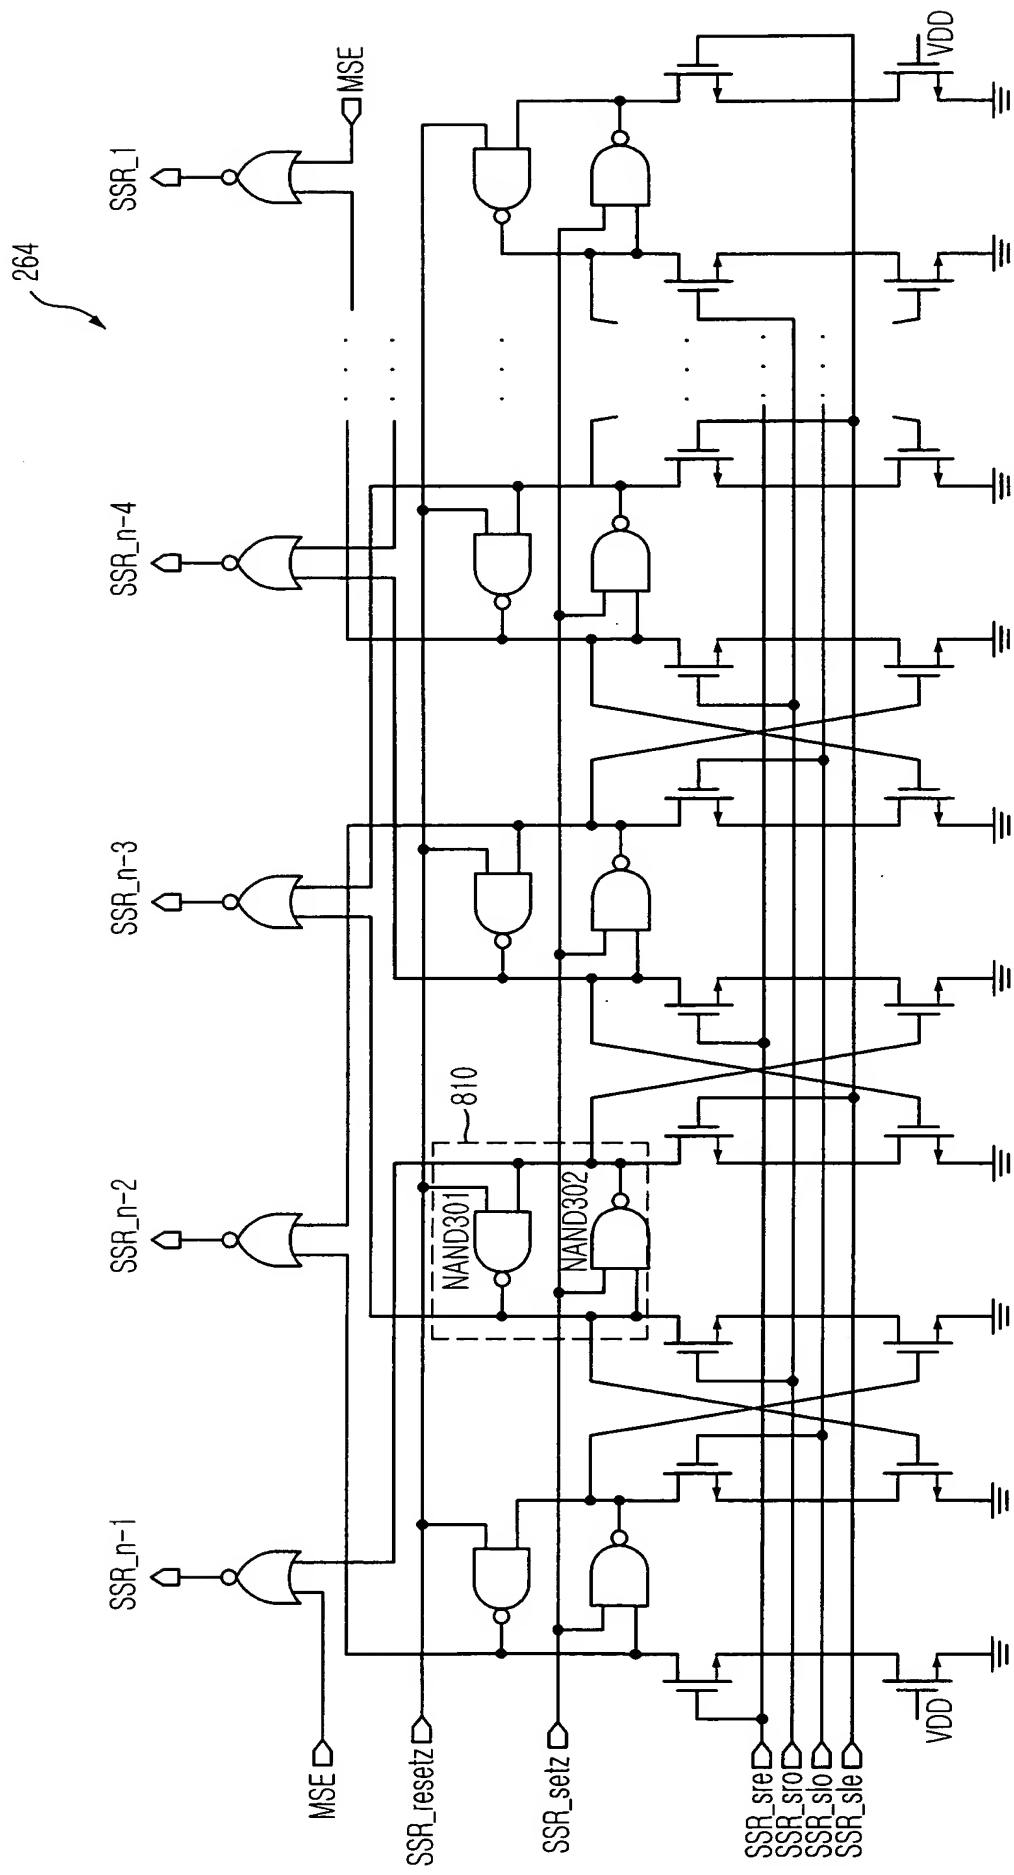 264
SSR_n-1
SSR_n-2
SSR_n-3
SSR_n-4
SSR_1
MSE
MSE
SSR_resetz
SSR_setz
810
NAND301
NAND302
SSR_sre
SSR_sro
SSR_slo
SSR_sle
VDD
VDD